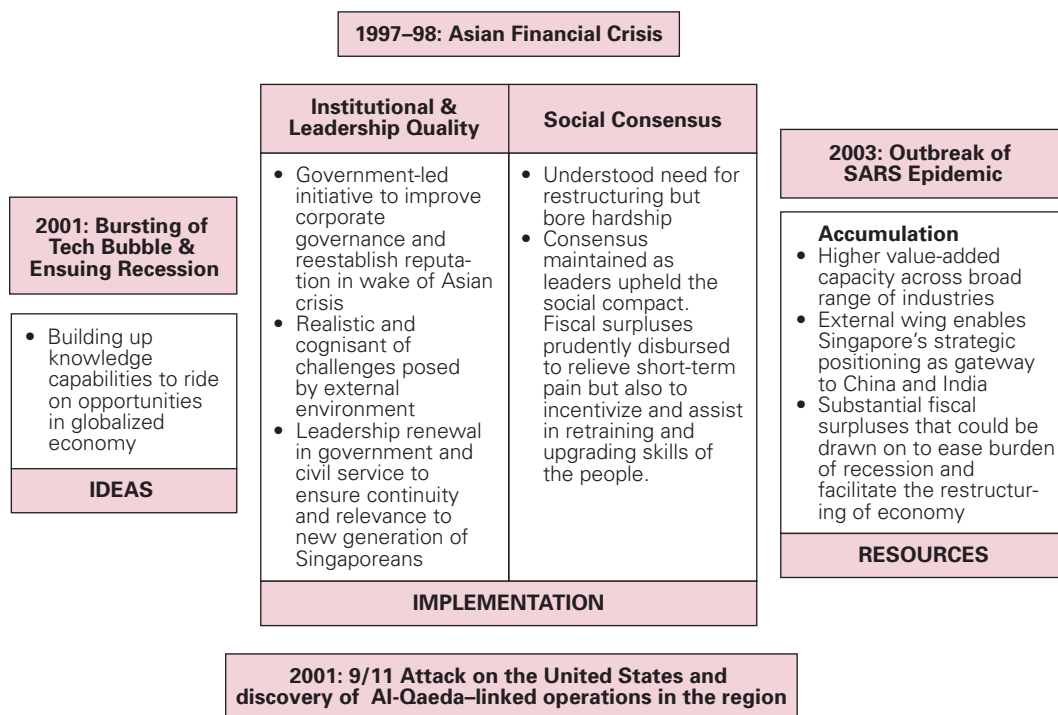 1997–98: Asian Financial Crisis
2001: Bursting of
Tech Bubble &
Ensuing Recession
• Building up
knowledge
capabilities to ride
on opportunities
in globalized
economy
IDEAS
Institutional &
Leadership Quality
• Government-led
initiative to improve
corporate
governance and
reestablish reputa-
tion in wake of Asian
crisis
• Realistic and
cognisant of
challenges posed
by external
environment
• Leadership renewal
in government and
civil service to
ensure continuity
and relevance to
new generation of
Singaporeans
Social Consensus
• Understood need for
restructuring but
bore hardship
• Consensus
maintained as
leaders upheld the
social compact.
Fiscal surpluses
prudently disbursed
to relieve short-term
pain but also to
incentivize and assist
in retraining and
upgrading skills of
the people.
IMPLEMENTATION
2003: Outbreak of
SARS Epidemic
Accumulation
• Higher value-added
capacity across broad
range of industries
• External wing enables
Singapore's strategic
positioning as gateway
to China and India
• Substantial fiscal
surpluses that could be
drawn on to ease burden
of recession and
facilitate the restructur-
ing of economy
RESOURCES
2001: 9/11 Attack on the United States and
discovery of Al-Qaeda–linked operations in the region